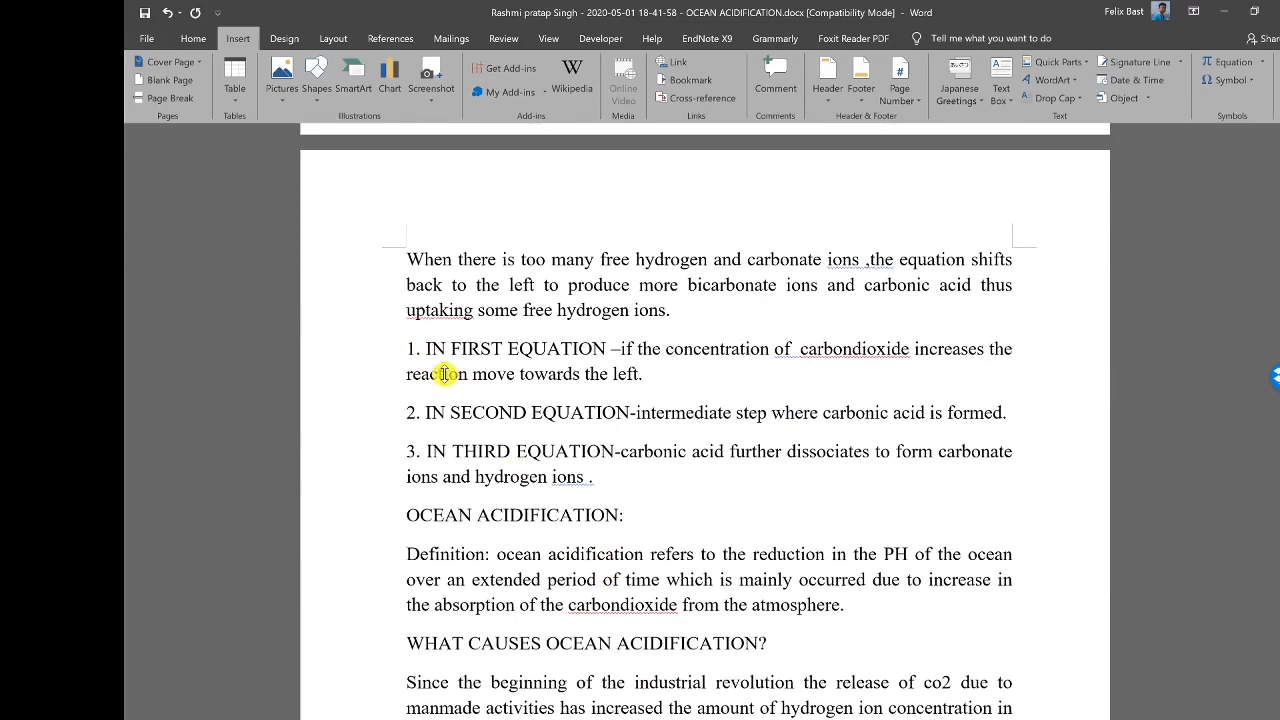 Rashmi pratap Singh - 2020-05-01 18-41-58 - OCEAN ACIDIFICATION.docx [Compatibility Mode] - Word
Felix Bast
File Home Insert Design Layout References Mailings Review View Developer Help EndNote X9 Grammarly Foxit Reader PDF Tell me what you want to do Shar
Cover Page
Blank Page
Page Break
Pages
Table
Tables
Pictures Shapes SmartArt Chart Screenshot
Illustrations
Get Add-ins
My Add-ins
Wikipedia
Add-ins
Online
Video
Media
Link
Bookmark
Cross-reference
Links
Comment
Comments
Header Footer Page
Number
Header & Footer
Japanese
Greetings
Text
Box
Quick Parts
WordArt
Drop Cap
Signature Line
Date & Time
Object
Text
Equation
Symbol
Symbols
When there is too many free hydrogen and carbonate ions ,the equation shifts
back to the left to produce more bicarbonate ions and carbonic acid thus
uptaking some free hydrogen ions.
1. IN FIRST EQUATION –if the concentration of  carbondioxide increases the
reaction move towards the left.
2. IN SECOND EQUATION-intermediate step where carbonic acid is formed.
3. IN THIRD EQUATION-carbonic acid further dissociates to form carbonate
ions and hydrogen ions .
OCEAN ACIDIFICATION:
Definition: ocean acidification refers to the reduction in the PH of the ocean
over an extended period of time which is mainly occurred due to increase in
the absorption of the carbondioxide from the atmosphere.
WHAT CAUSES OCEAN ACIDIFICATION?
Since the beginning of the industrial revolution the release of co2 due to
manmade activities has increased the amount of hydrogen ion concentration in